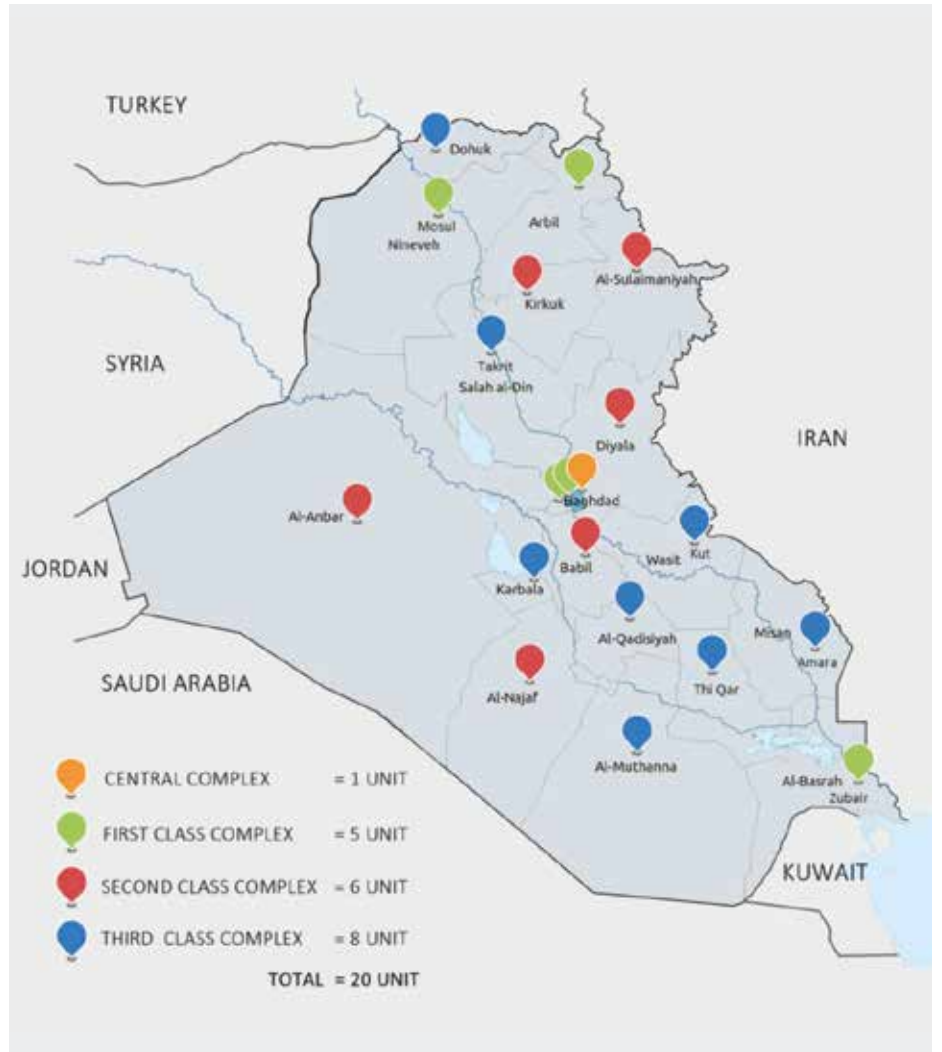 TURKEY
Dohuk
Mosul
Nineveh
Arbil
Al-Sulaimaniyah
Kirkuk
SYRIA
Takrit
Salah al-Din
IRAN
Diyala
Baghdad
Al-Anbar
Kut
Wasit
Babil
JORDAN
Karbala
Al-Qadisiyah
Misan
Amara
SAUDI ARABIA
Al-Najaf
Thi Qar
Al-Muthanna
Al-Basrah
Zubair
KUWAIT
CENTRAL COMPLEX = 1 UNIT
FIRST CLASS COMPLEX = 5 UNIT
SECOND CLASS COMPLEX = 6 UNIT
THIRD CLASS COMPLEX = 8 UNIT
TOTAL = 20 UNIT